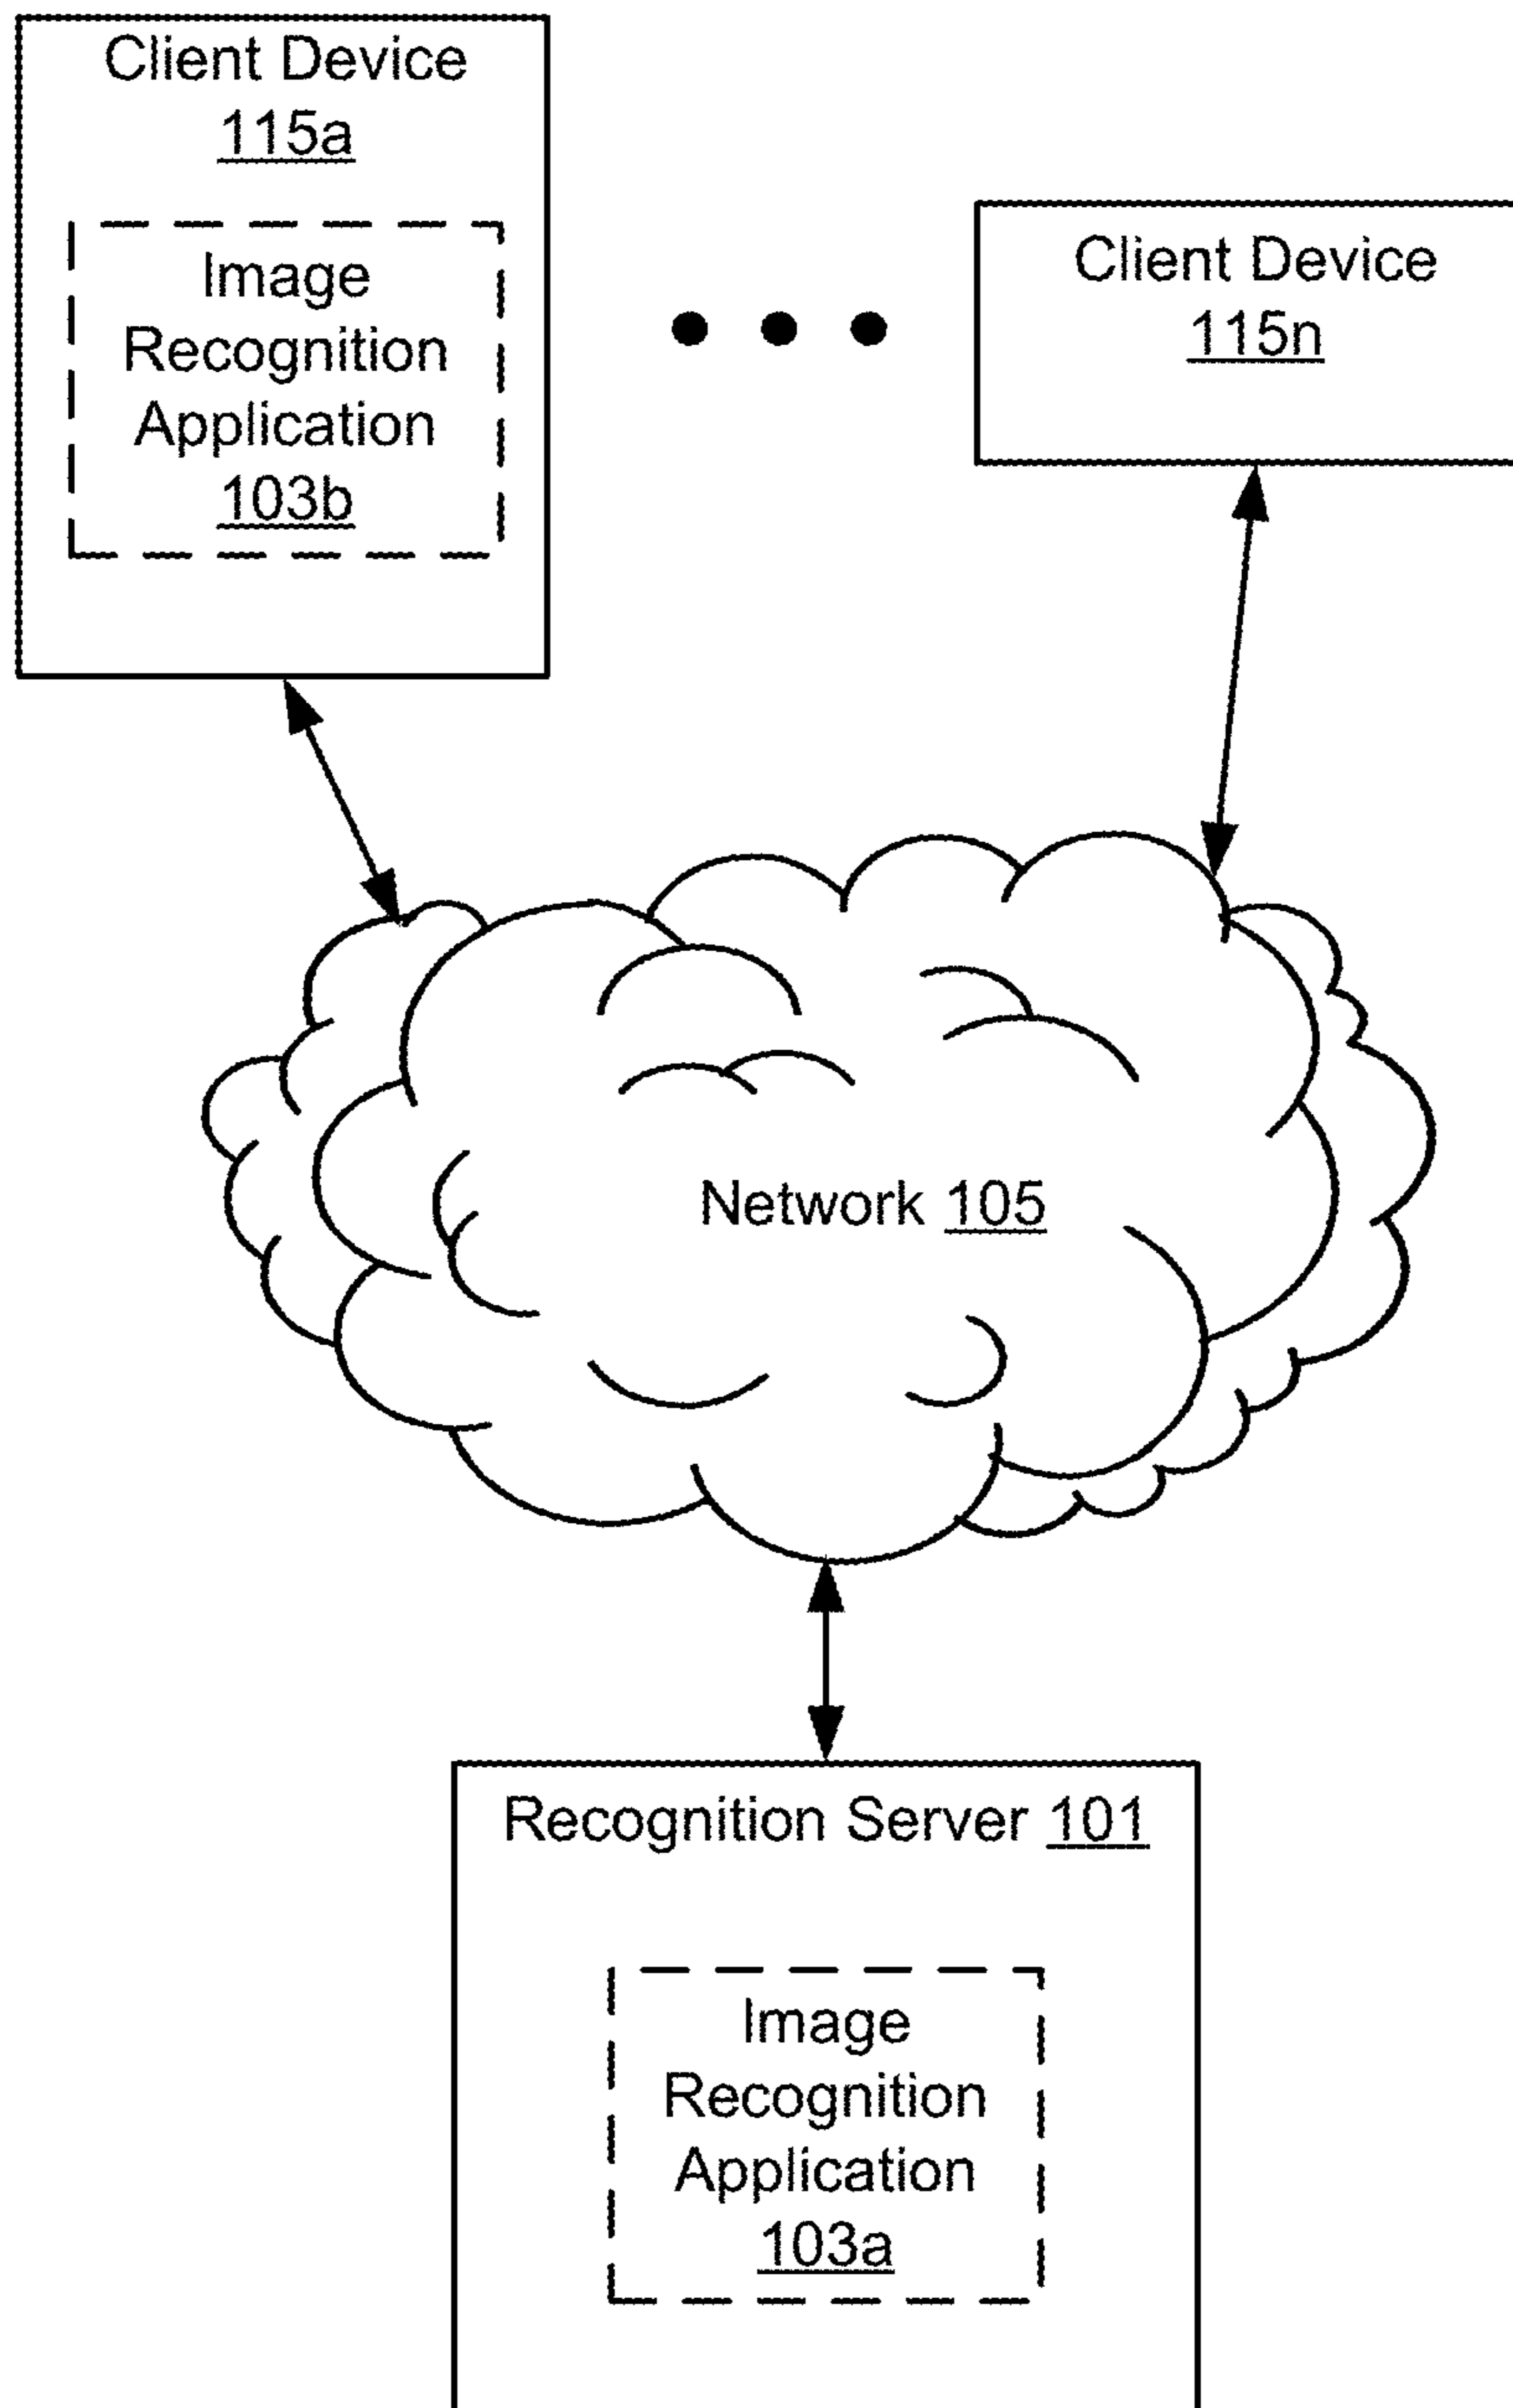 Client Device
115a
Image
Recognition
Application
103b
Client Device
115n
Network 105
Recognition Server 101
Image
Recognition
Application
103a